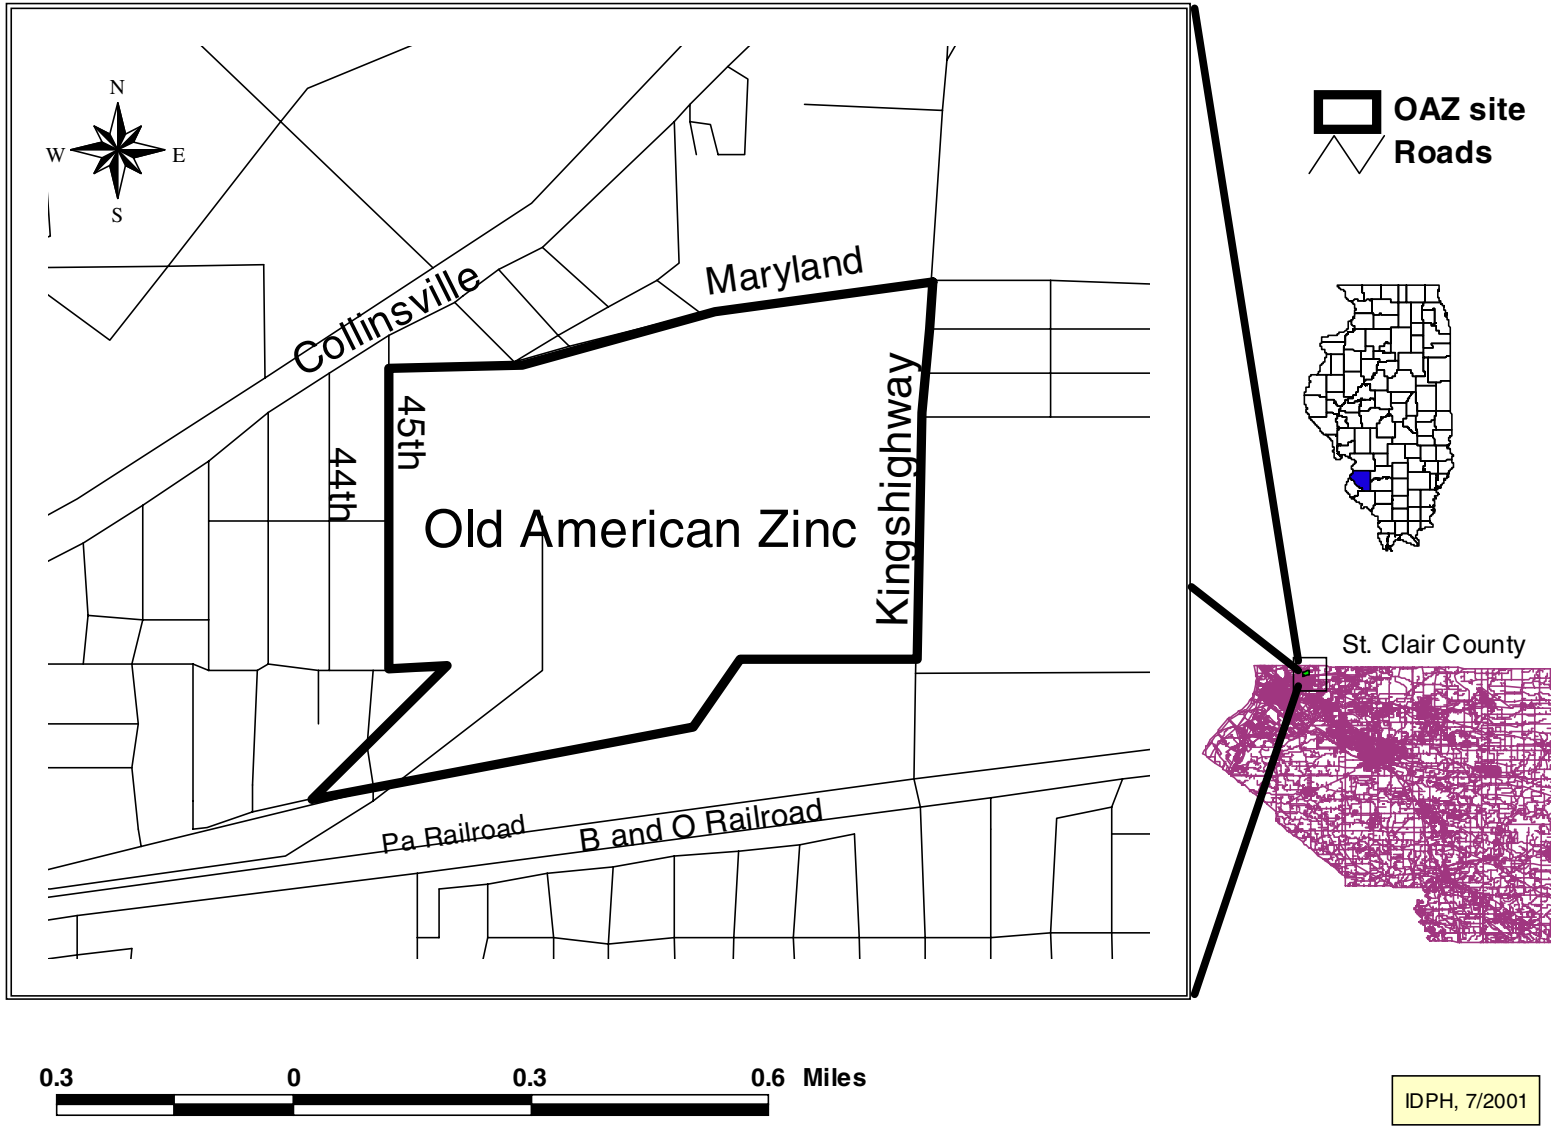 N
W
E
S
OAZ site
Roads
Maryland
Collinsville
45th
44th
Kingshighway
Old American Zinc
St. Clair County
Pa Railroad
B and O Railroad
0.3 0 0.3 0.6 Miles
IDPH, 7/2001